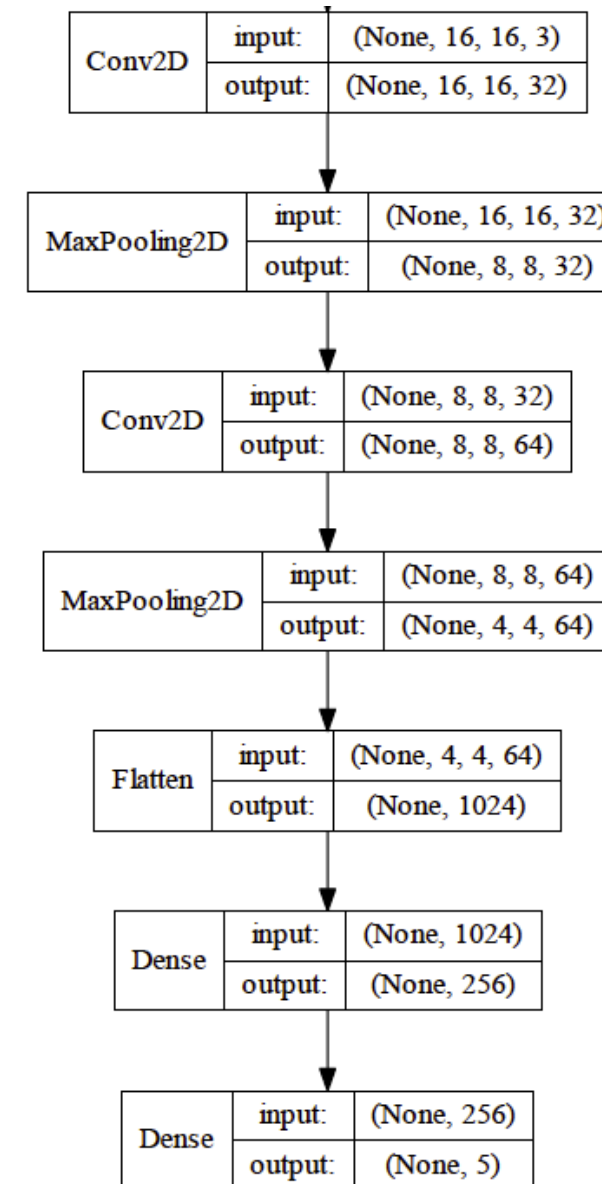 Conv2D
input: (None, 16, 16, 3)
output: (None, 16, 16, 32)
MaxPooling2D
input: (None, 16, 16, 32)
output: (None, 8, 8, 32)
Conv2D
input: (None, 8, 8, 32)
output: (None, 8, 8, 64)
MaxPooling2D
input: (None, 8, 8, 64)
output: (None, 4, 4, 64)
Flatten
input: (None, 4, 4, 64)
output: (None, 1024)
Dense
input: (None, 1024)
output: (None, 256)
Dense
input: (None, 256)
output: (None, 5)